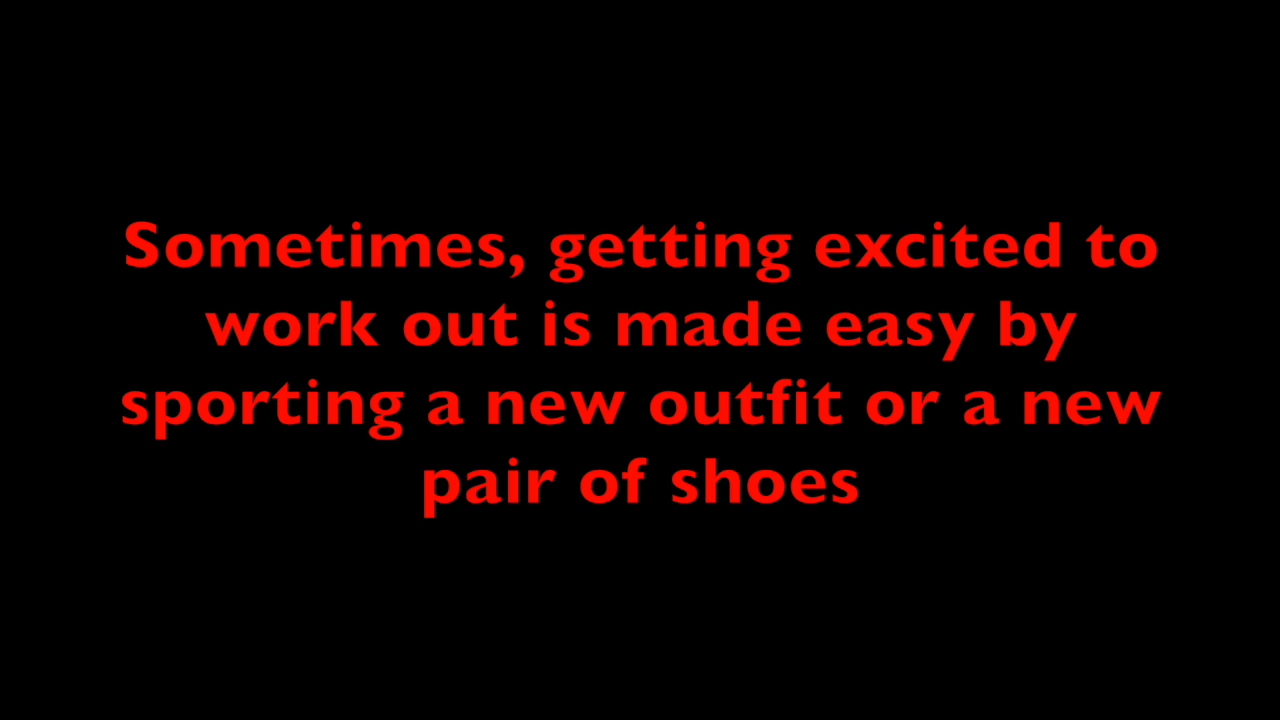 Sometimes, getting excited to
work out is made easy by
sporting a new outfit or a new
pair of shoes